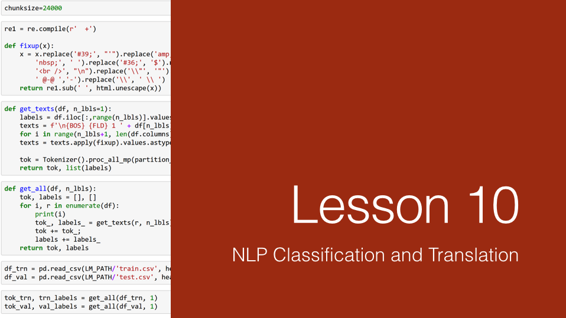 chunksize=24000
re1 = re.compile(r'  +')
def fixup(x):
    x = x.replace('#39;', "'").replace('amp
        'nbsp;', ' ').replace('#36;', '$').
        '<br />', "\n").replace('\\"', '"')
        ' @-@ ','-').replace('\\', ' \\ ')
    return re1.sub(' ', html.unescape(x))
def get_texts(df, n_lbls=1):
    labels = df.iloc[:,range(n_lbls)].values
    texts = f'\n{BOS} {FLD} 1 ' + df[n_lbls
    for i in range(n_lbls+1, len(df.columns
    texts = texts.apply(fixup).values.astyp
    tok = Tokenizer().proc_all_mp(partition_
    return tok, list(labels)
def get_all(df, n_lbls):
    tok, labels = [], []
    for i, r in enumerate(df):
        print(i)
        tok_, labels_ = get_texts(r, n_lbls)
        tok += tok_;
        labels += labels_
    return tok, labels
df_trn = pd.read_csv(LM_PATH/'train.csv', he
df_val = pd.read_csv(LM_PATH/'test.csv', hea
tok_trn, trn_labels = get_all(df_trn, 1)
tok_val, val_labels = get_all(df_val, 1)
Lesson 10
NLP Classification and Translation